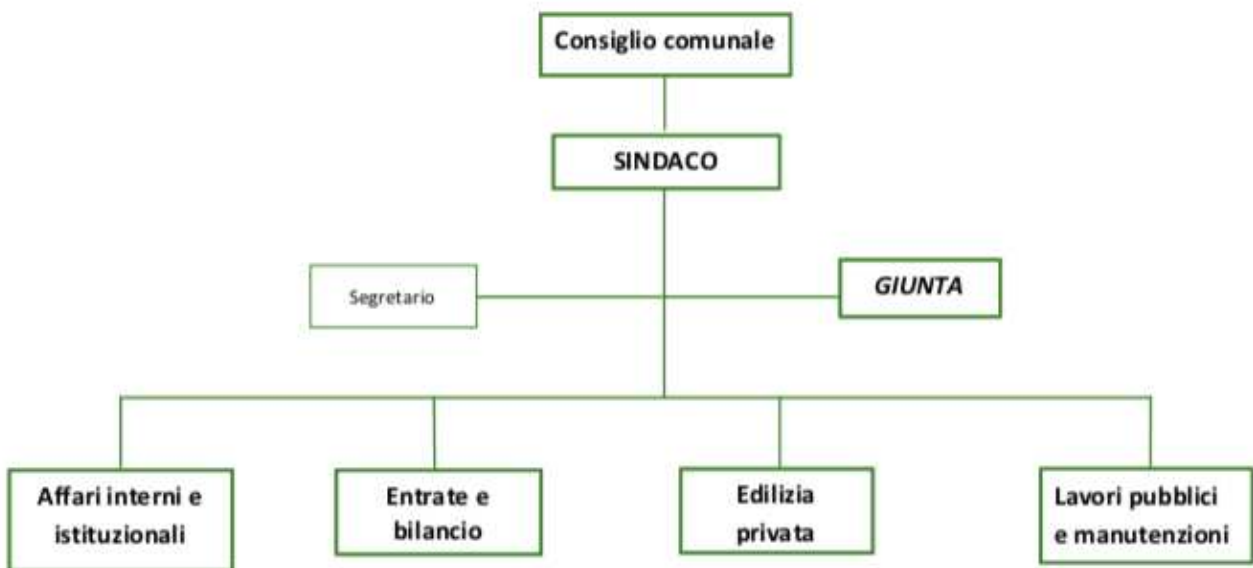 Consiglio comunale
SINDACO
Segretario
GIUNTA
Affari interni e
istituzionali
Entrate e
bilancio
Edilizia
privata
Lavori pubblici
e manutenzioni